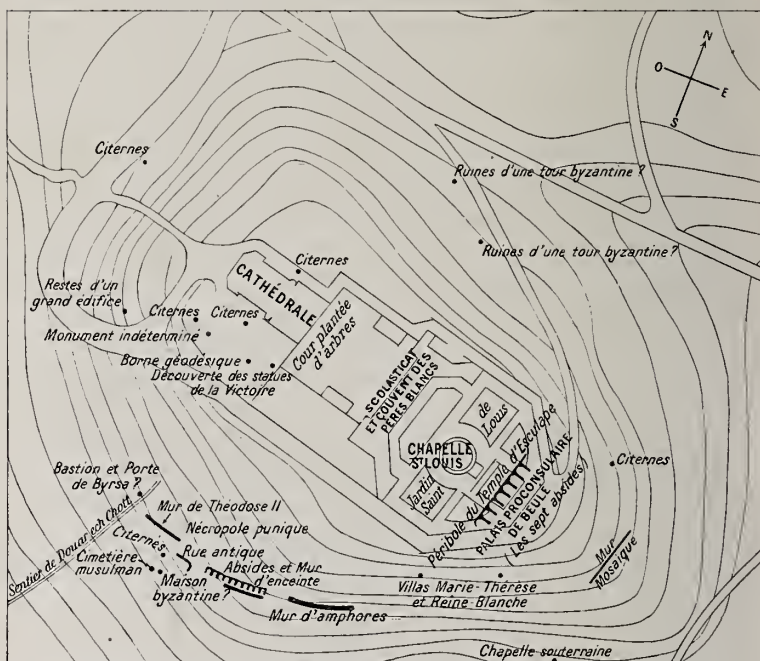 N
O
E
S
Citernes
Ruines d'une tour byzantine ?
Ruines d'une tour byzantine ?
Citernes
CATHÉDRALE
Restes d'un
grand édifice
Citernes
Citernes
Monument indéterminé
Cour plantée
d'arbres
Borne géodésique
Découverte des statues
de la Victoire
SCOLASTICAT
ET COUVENT DES
PÈRES BLANCS
CHAPELLE
ST LOUIS
Jardin
Saint
de
Louis
Péribole du Temple d'Esculape
PALAIS PROCONSULAIRE
DE BEULÉ
(Les sept absides)
Citernes
Bastion et Porte
de Byrsa ?
Mur de Théodose II
Nécropole punique
Sentier de Douar ech Chott
Citernes
Rue antique
Cimetière
musulman
Absides et Mur
d'enceinte
Maison
byzantine ?
Mur d'amphores
Villas Marie-Thérèse
et Reine-Blanche
Mur
Mosaïque
Chapelle souterraine